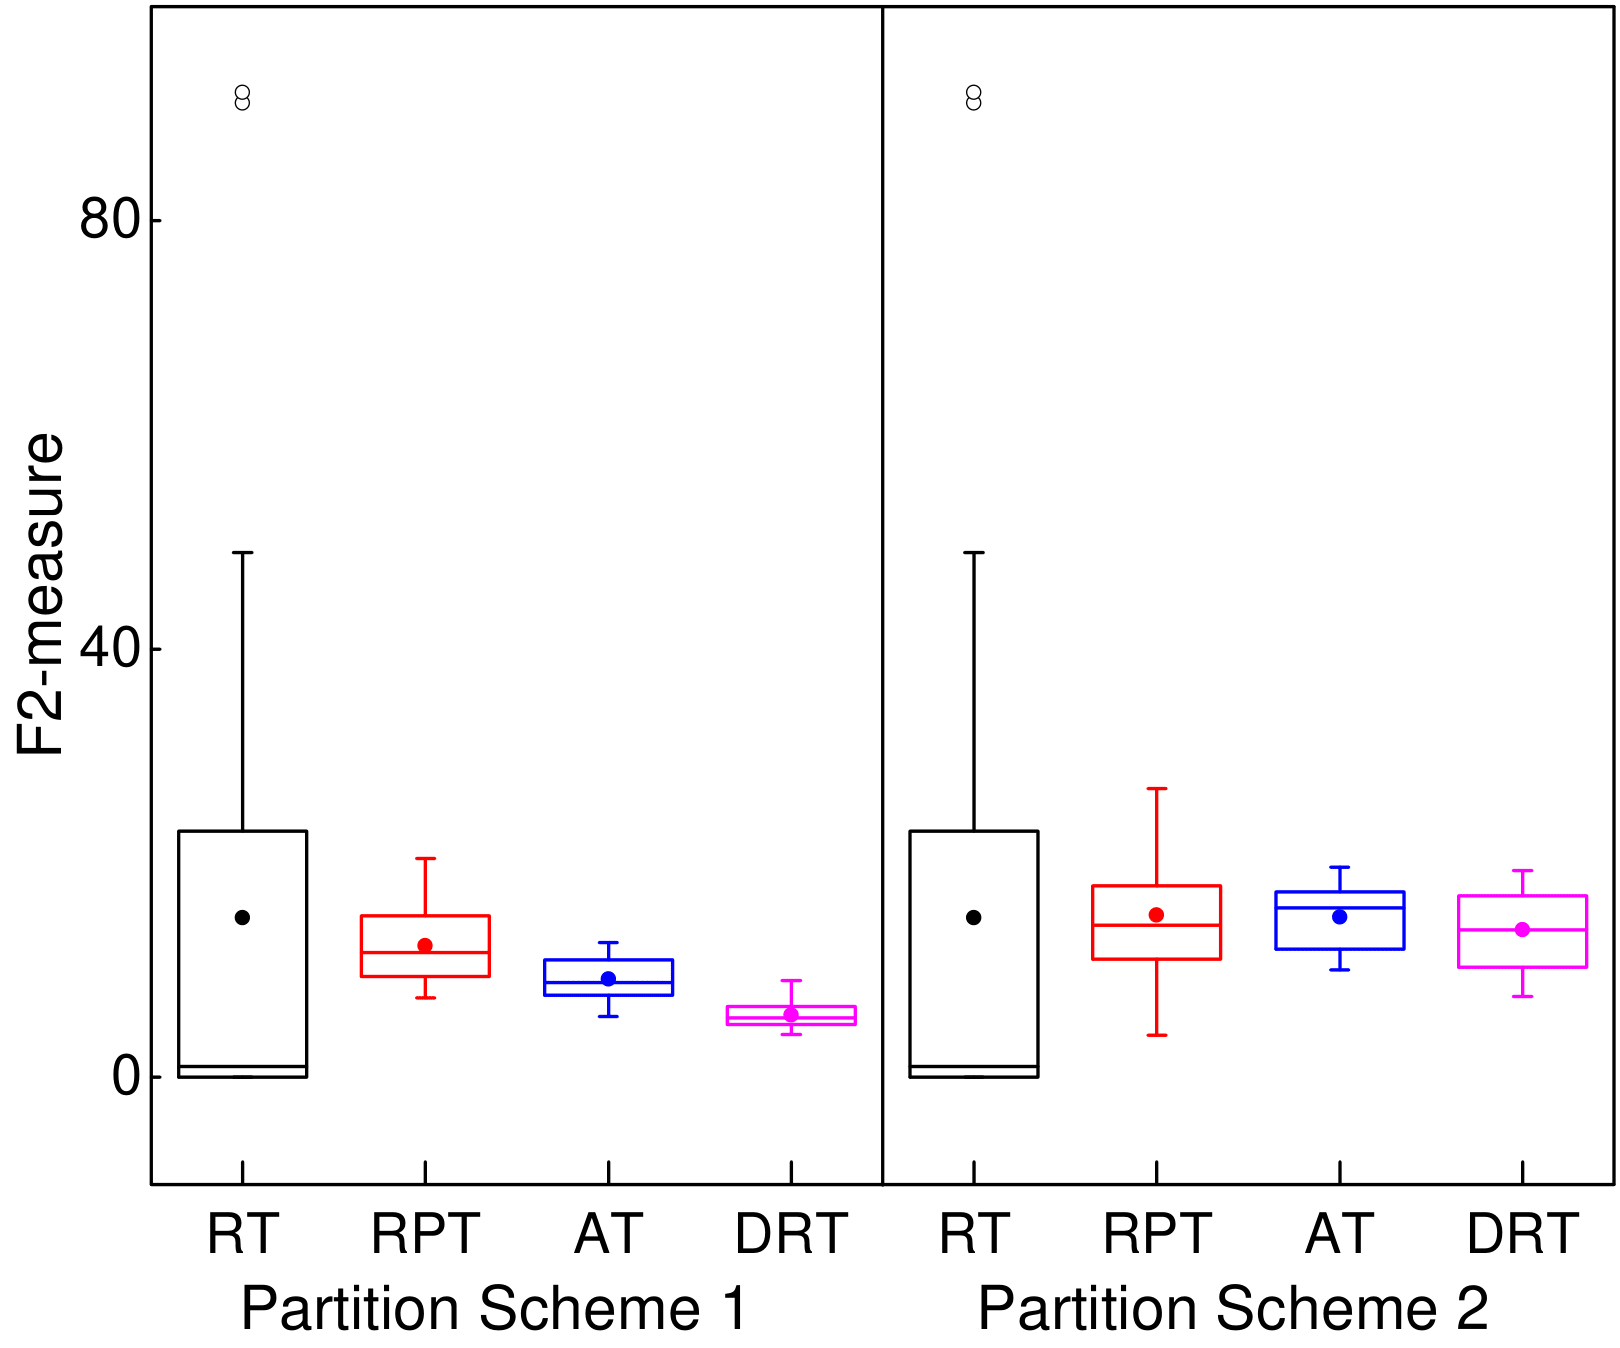 F2-measure
80
40
0
RT RPT AT DRT RT RPT AT DRT
Partition Scheme 1 Partition Scheme 2